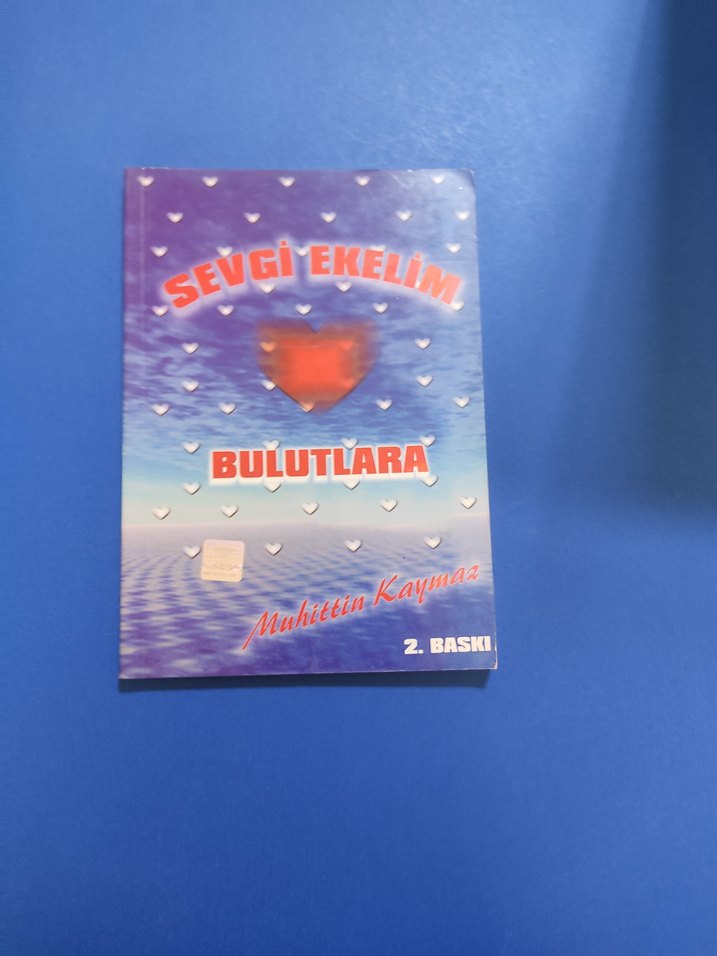 SEVGİ EKELİM
BULUTLARA
Muhittin Kaymaz
2. BASKI